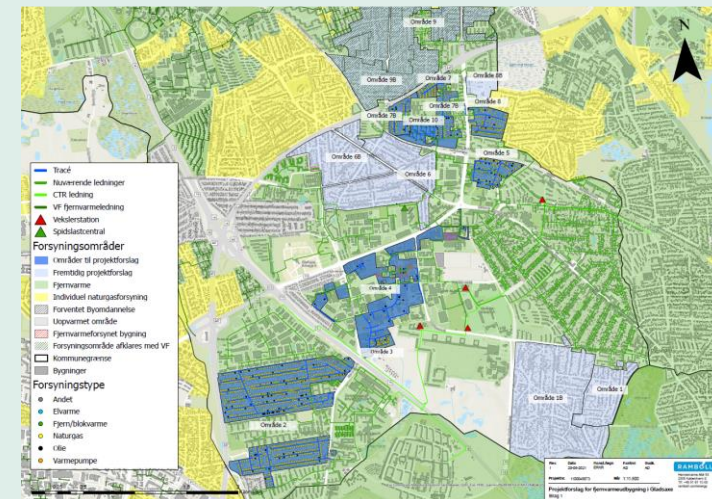 Område 9
N
Område 9B
Område 7
Område 8B
Område 7B
Område 8
Område 10
Område 7B
Område 5
Område 6B
Område 6
Område 4
Område 3
Område 1
Område 1B
Område 2
Tracé
Nuværende ledninger
CTR ledning
VF fjernvarmeledning
Vekslerstation
Spidslastcentral
Forsyningsområder
Områder til projektforslag
Fremtidig projektforslag
Fjernvarme
Individuel naturgasforsyning
Forventet Byomdannelse
Uopvarmet område
Fjernvarmeforsynet bygning
Forsyningsområde afklares med VF
Kommunegrænse
Bygninger
Forsyningstype
Andet
Elvarme
Fjern/blokvarme
Naturgas
Olie
Varmepumpe
RAMBOLL
Projektforslag for fjernvarmeudbygning i Gladsaxe
Bilag 1